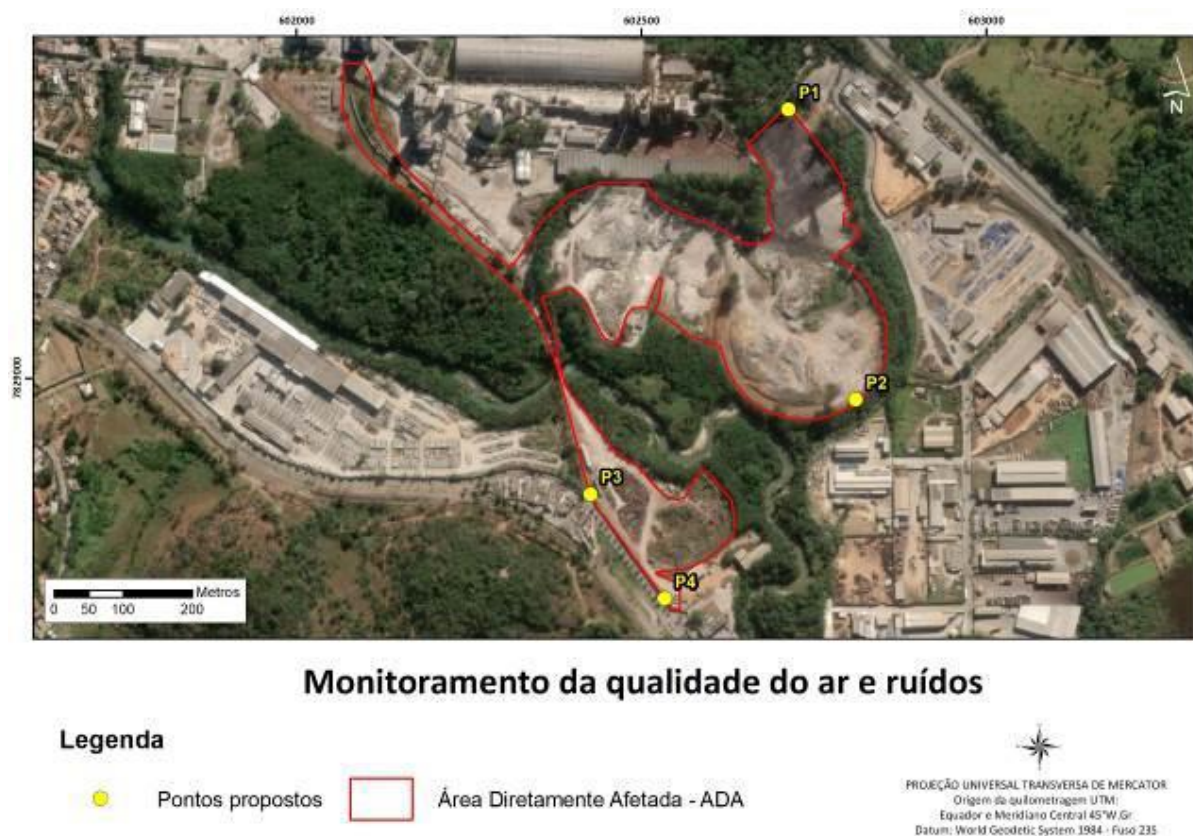 602000 602500 603000
P1
N
7829000
P2
P3
P4
Metros
0 50 100 200
Monitoramento da qualidade do ar e ruídos
Legenda
Pontos propostos Área Diretamente Afetada - ADA
PROJEÇÃO UNIVERSAL TRANSVERSA DE MERCATOR
Origem da quilometragem UTM:
Equador e Meridiano Central 45°W.Gr
Datum: World Geodetic System 1984 - Fuso 23S